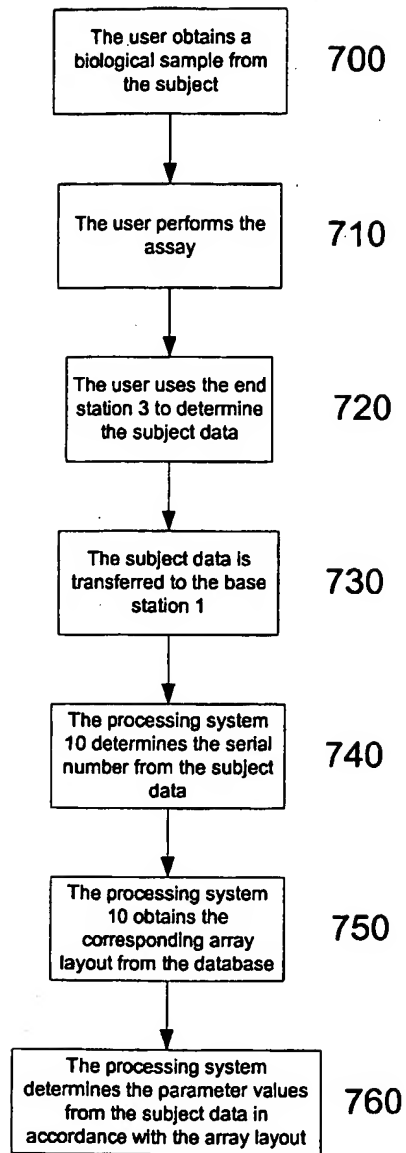 The user obtains a
biological sample from
the subject
700
The user performs the
assay
710
The user uses the end
station 3 to determine
the subject data
720
The subject data is
transferred to the base
station 1
730
The processing system
10 determines the serial
number from the subject
data
740
The processing system
10 obtains the
corresponding array
layout from the database
750
The processing system
determines the parameter values
from the subject data in
accordance with the array layout
760